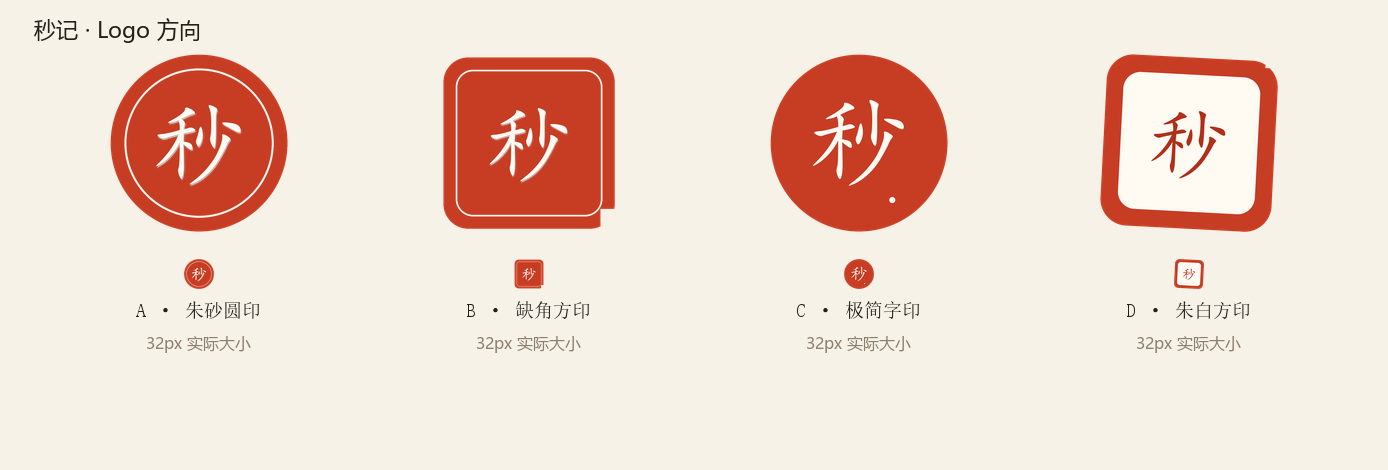 秒记 · Logo 方向
秒
秒
秒
秒
秒
秒
秒
秒
A · 朱砂圆印
B · 缺角方印
C · 极简字印
D · 朱白方印
32px 实际大小
32px 实际大小
32px 实际大小
32px 实际大小